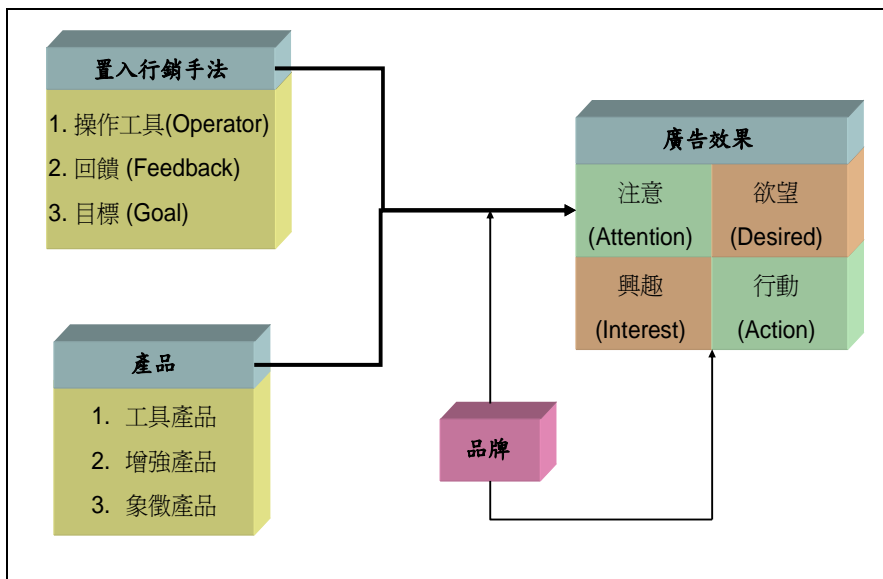 置入行銷手法
1. 操作工具(Operator)
2. 回饋 (Feedback)
3. 目標 (Goal)
產品
1. 工具產品
2. 增強產品
3. 象徵產品
品牌
廣告效果
注意
(Attention)
欲望
(Desired)
興趣
(Interest)
行動
(Action)